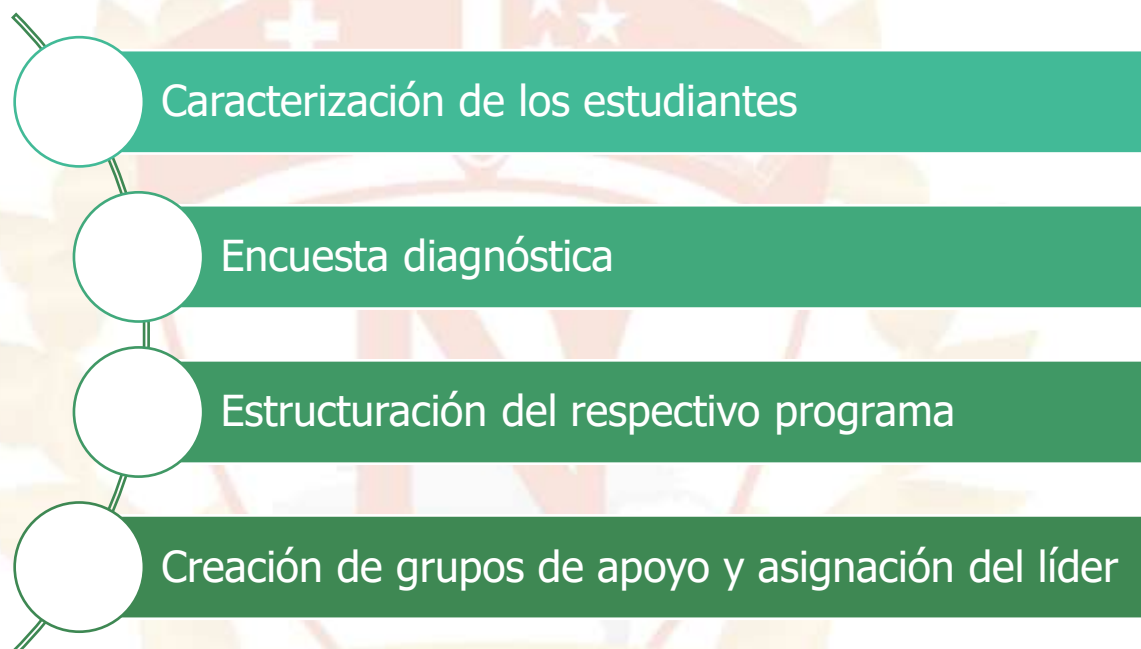 Caracterización de los estudiantes
Encuesta diagnóstica
Estructuración del respectivo programa
Creación de grupos de apoyo y asignación del líder